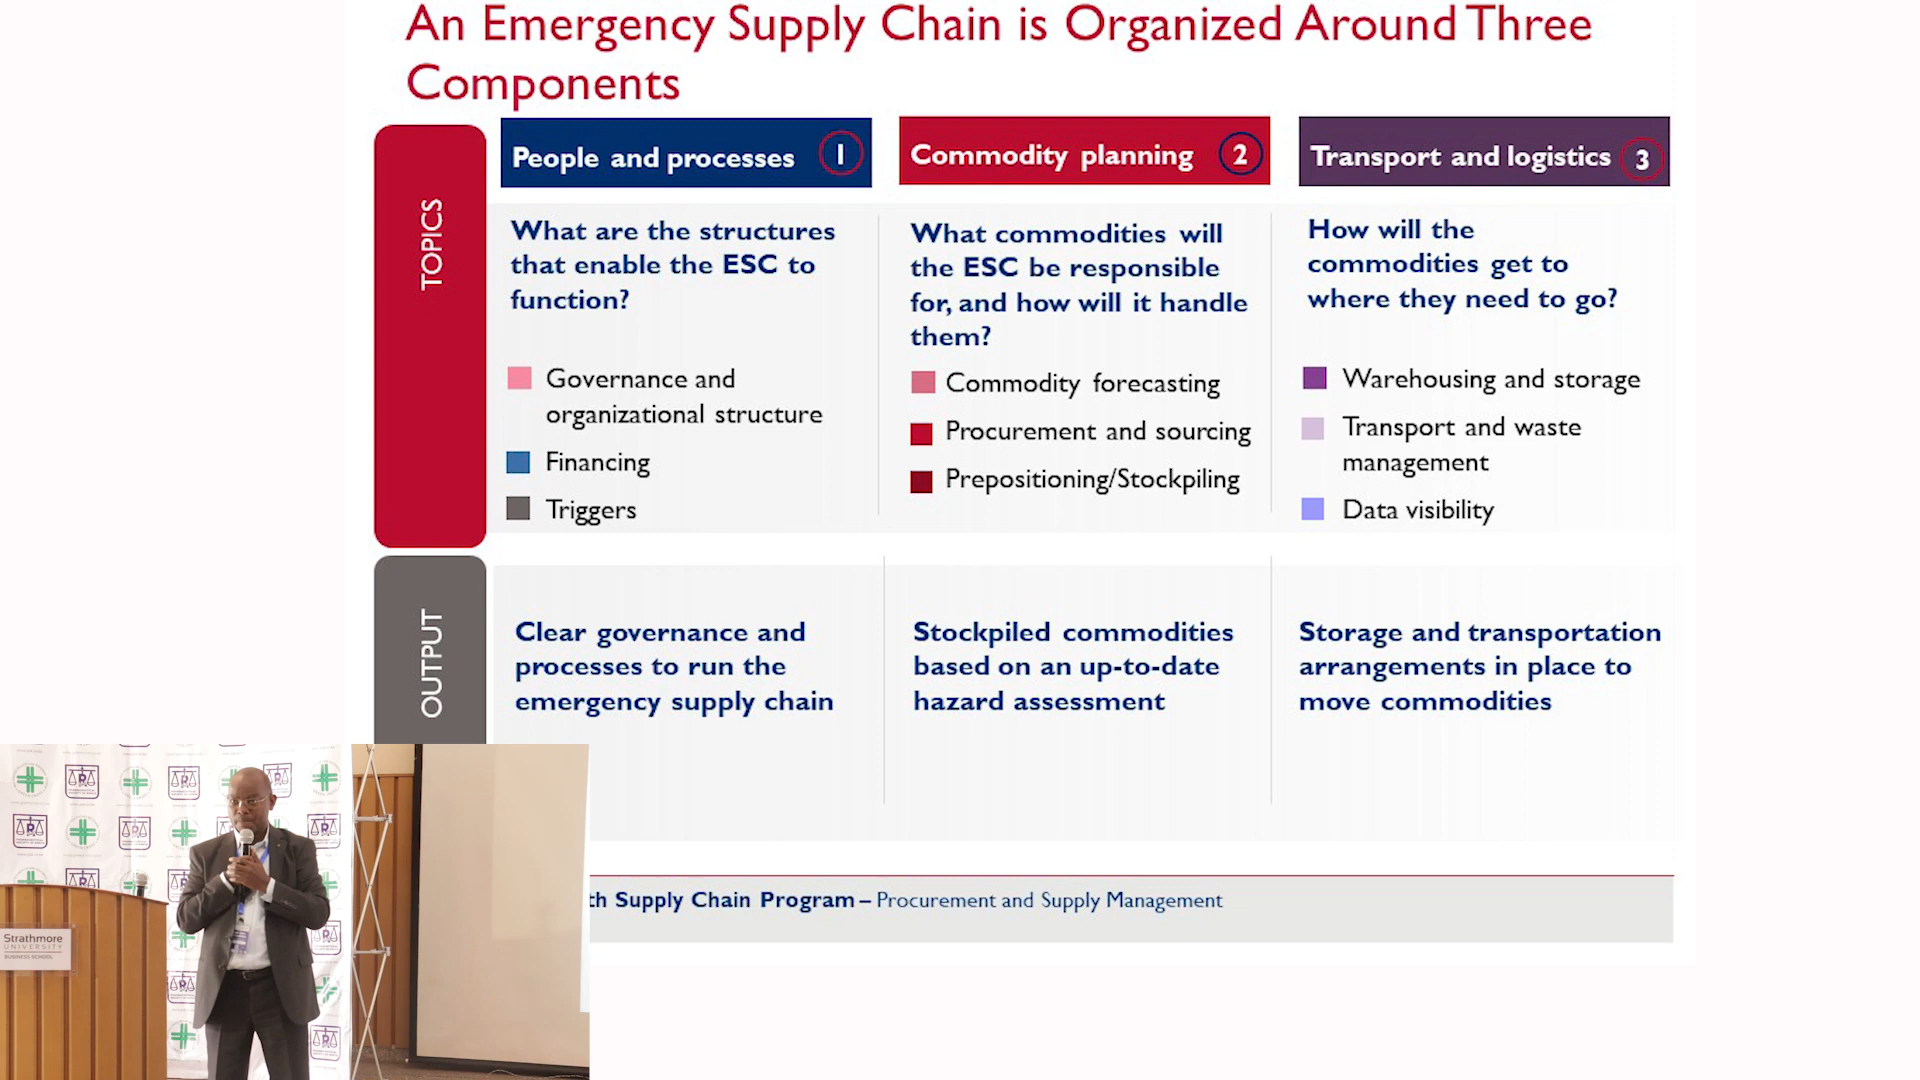 An Emergency Supply Chain is Organized Around Three
Components
TOPICS
People and processes 1
What are the structures
that enable the ESC to
function?
Governance and
organizational structure
Financing
Triggers
Commodity planning 2
What commodities will
the ESC be responsible
for, and how will it handle
them?
Commodity forecasting
Procurement and sourcing
Prepositioning/Stockpiling
Transport and logistics 3
How will the
commodities get to
where they need to go?
Warehousing and storage
Transport and waste
management
Data visibility
OUTPUT
Clear governance and
processes to run the
emergency supply chain
Stockpiled commodities
based on an up-to-date
hazard assessment
Storage and transportation
arrangements in place to
move commodities
th Supply Chain Program – Procurement and Supply Management
Strathmore
UNIVERSITY
BUSINESS SCHOOL